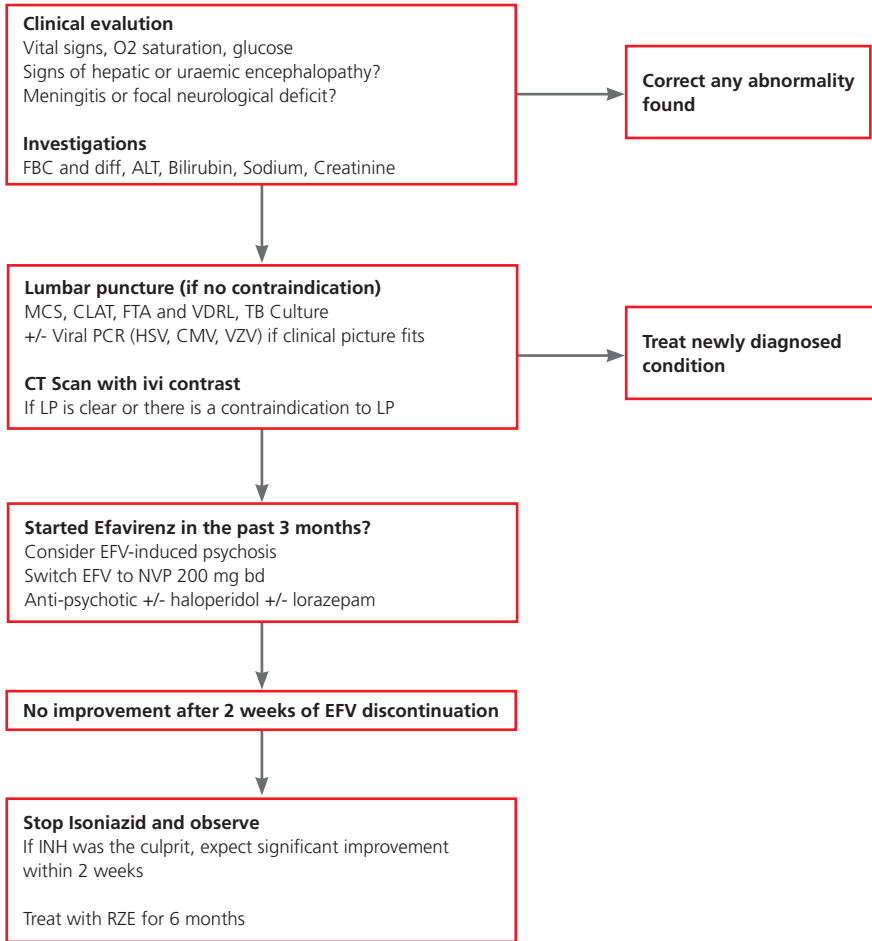 Clinical evalution
Vital signs, O2 saturation, glucose
Signs of hepatic or uraemic encephalopathy?
Meningitis or focal neurological deficit?
Investigations
FBC and diff, ALT, Bilirubin, Sodium, Creatinine
Correct any abnormality
found
Lumbar puncture (if no contraindication)
MCS, CLAT, FTA and VDRL, TB Culture
+/- Viral PCR (HSV, CMV, VZV) if clinical picture fits
CT Scan with ivi contrast
If LP is clear or there is a contraindication to LP
Treat newly diagnosed
condition
Started Efavirenz in the past 3 months?
Consider EFV-induced psychosis
Switch EFV to NVP 200 mg bd
Anti-psychotic +/- haloperidol +/- lorazepam
No improvement after 2 weeks of EFV discontinuation
Stop Isoniazid and observe
If INH was the culprit, expect significant improvement
within 2 weeks
Treat with RZE for 6 months